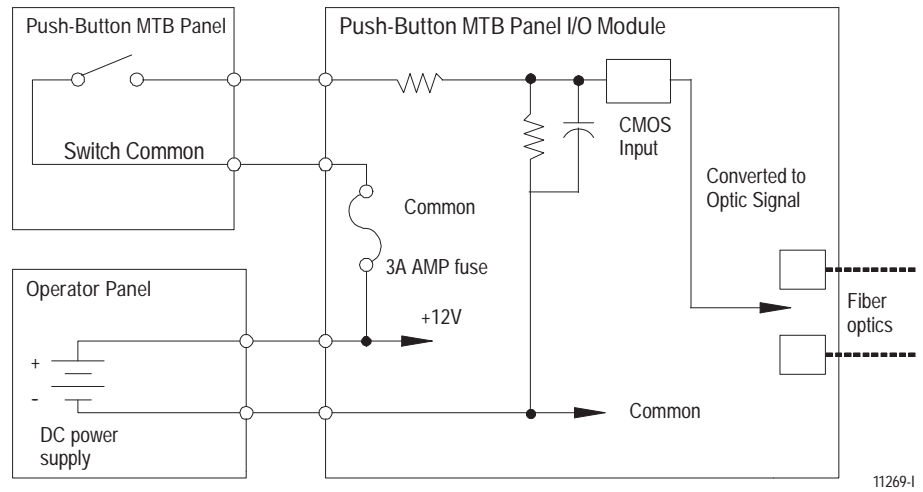 Push-Button MTB Panel
Push-Button MTB Panel I/O Module
Switch Common
CMOS
Input
Converted to
Optic Signal
Common
3A AMP fuse
Operator Panel
+12V
Fiber
optics
+
-
DC power
supply
Common
11269-I